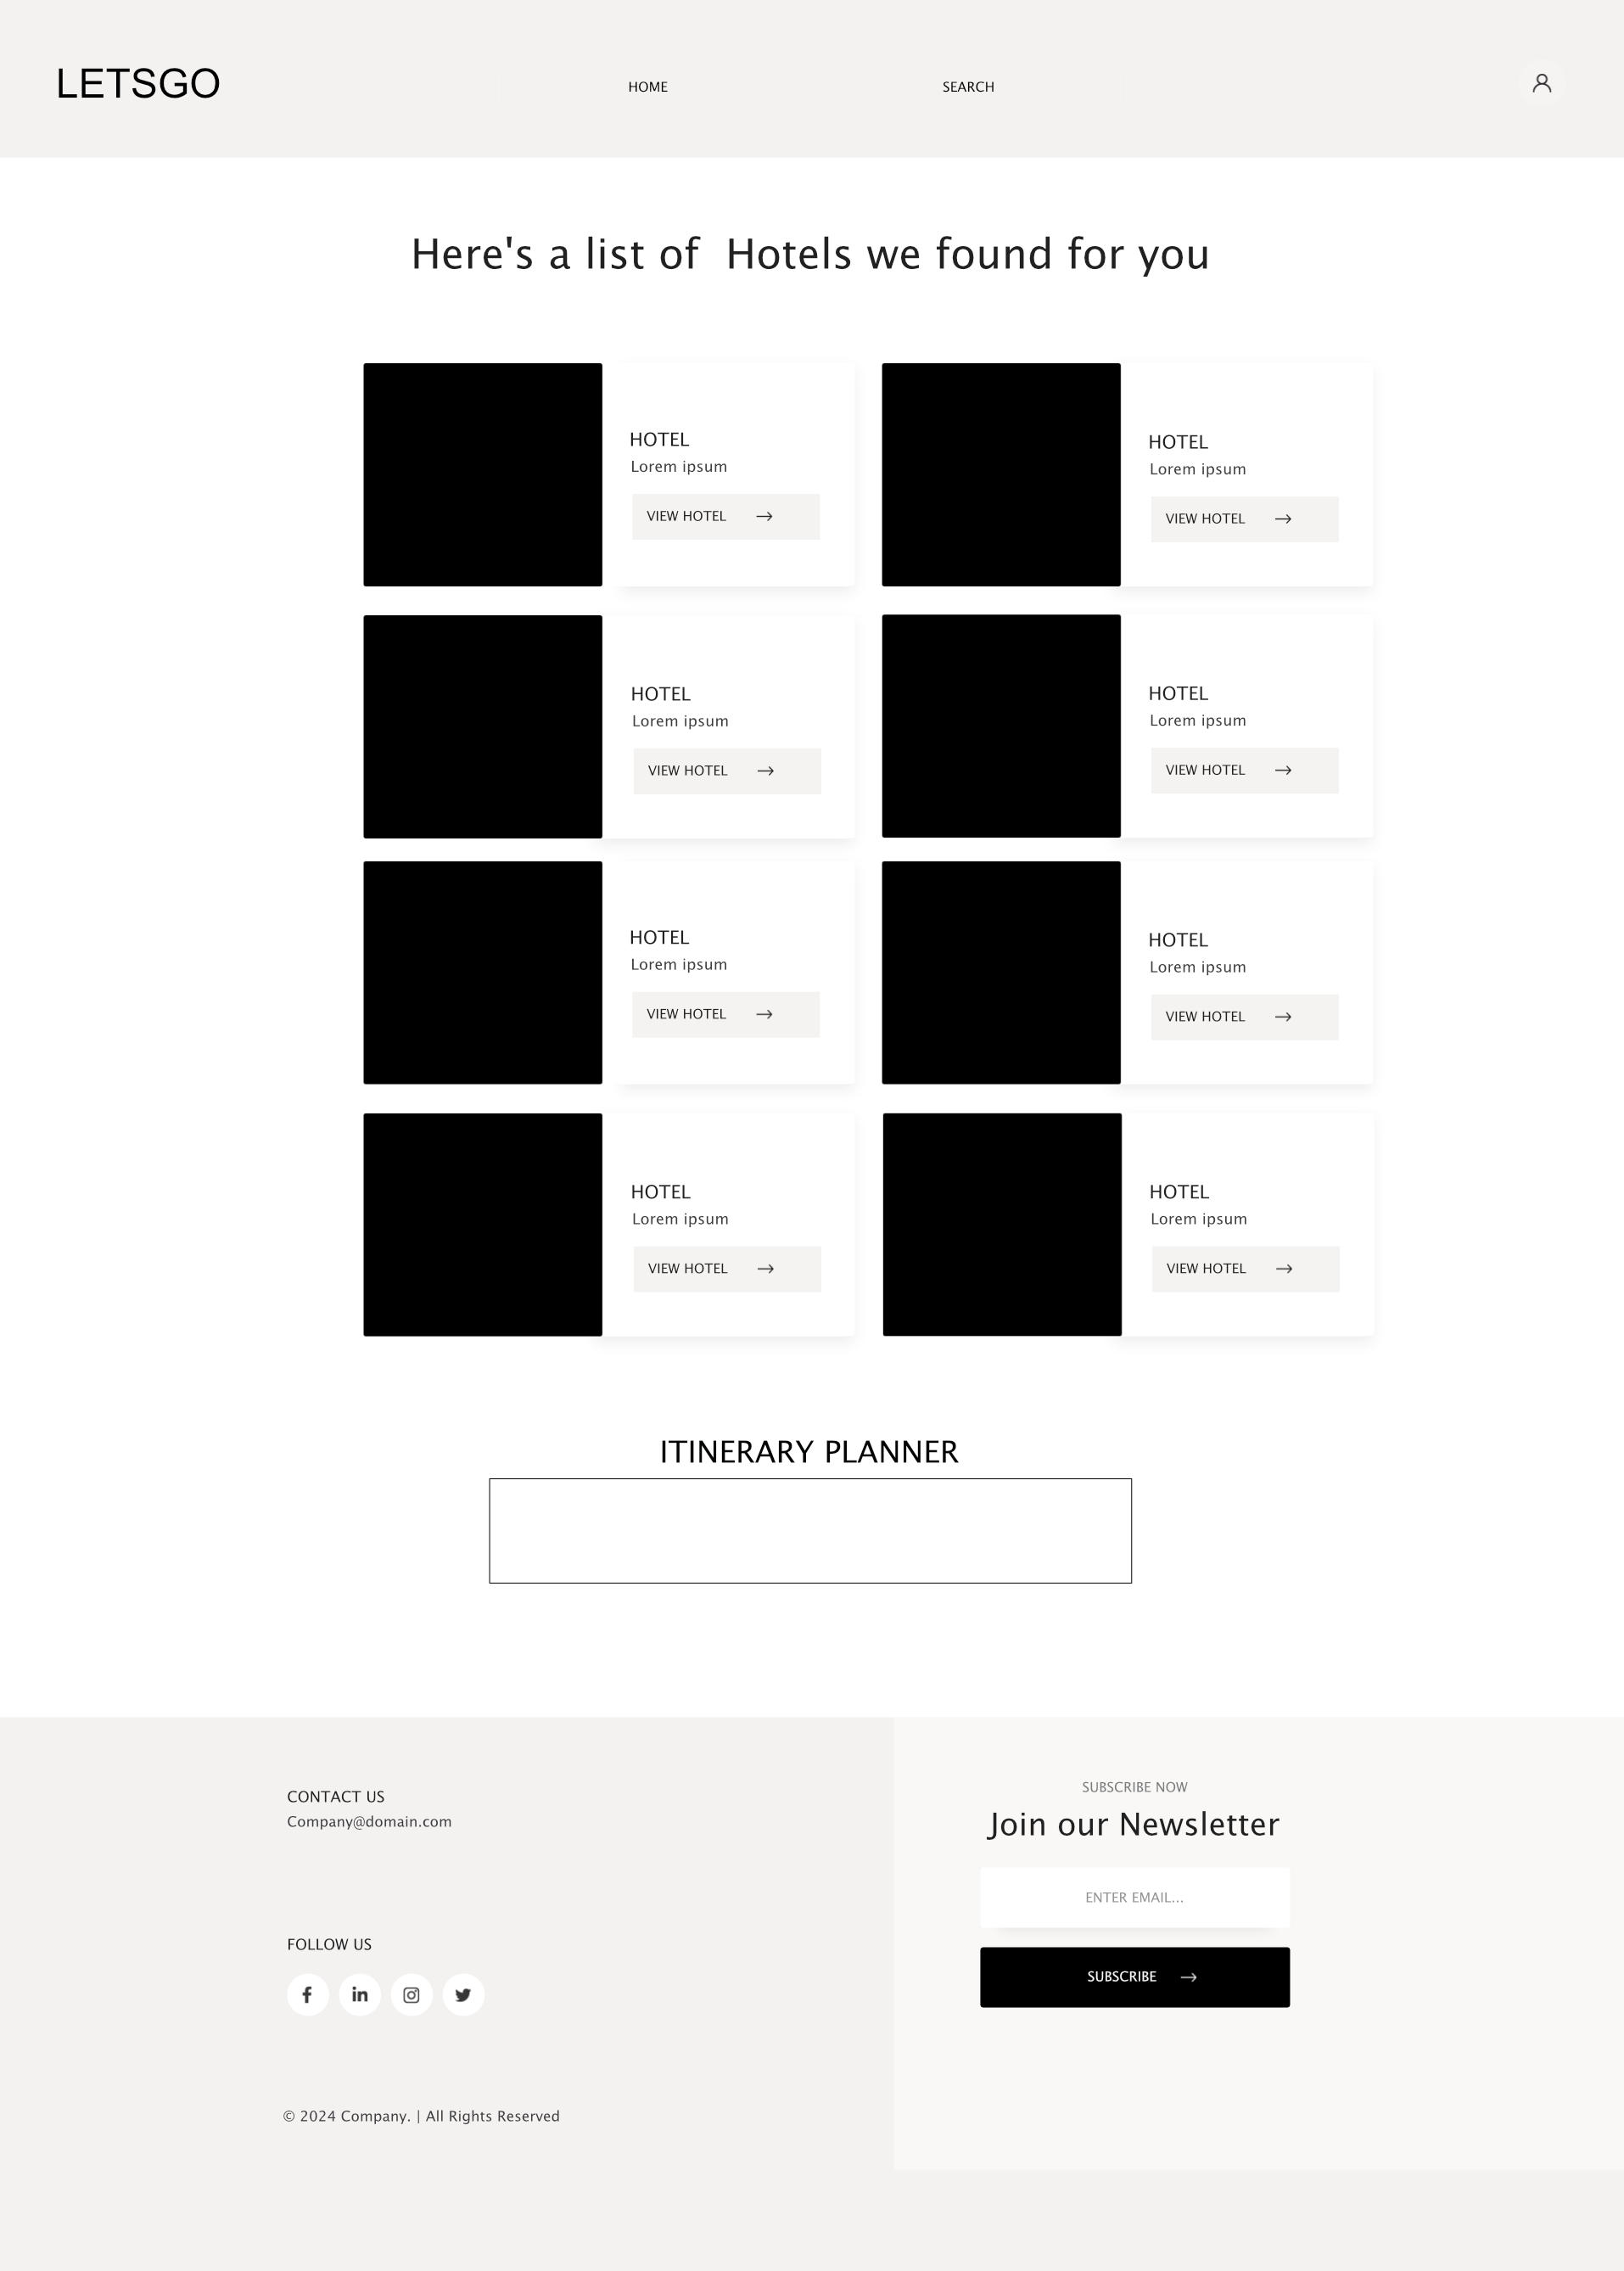 LETSGO
HOME
SEARCH
Here's a list of  Hotels we found for you
HOTEL
Lorem ipsum
VIEW HOTEL
HOTEL
Lorem ipsum
VIEW HOTEL
HOTEL
Lorem ipsum
VIEW HOTEL
HOTEL
Lorem ipsum
VIEW HOTEL
HOTEL
Lorem ipsum
VIEW HOTEL
HOTEL
Lorem ipsum
VIEW HOTEL
HOTEL
Lorem ipsum
VIEW HOTEL
HOTEL
Lorem ipsum
VIEW HOTEL
ITINERARY PLANNER
CONTACT US
Company@domain.com
FOLLOW US
© 2024 Company. | All Rights Reserved
SUBSCRIBE NOW
Join our Newsletter
ENTER EMAIL...
SUBSCRIBE